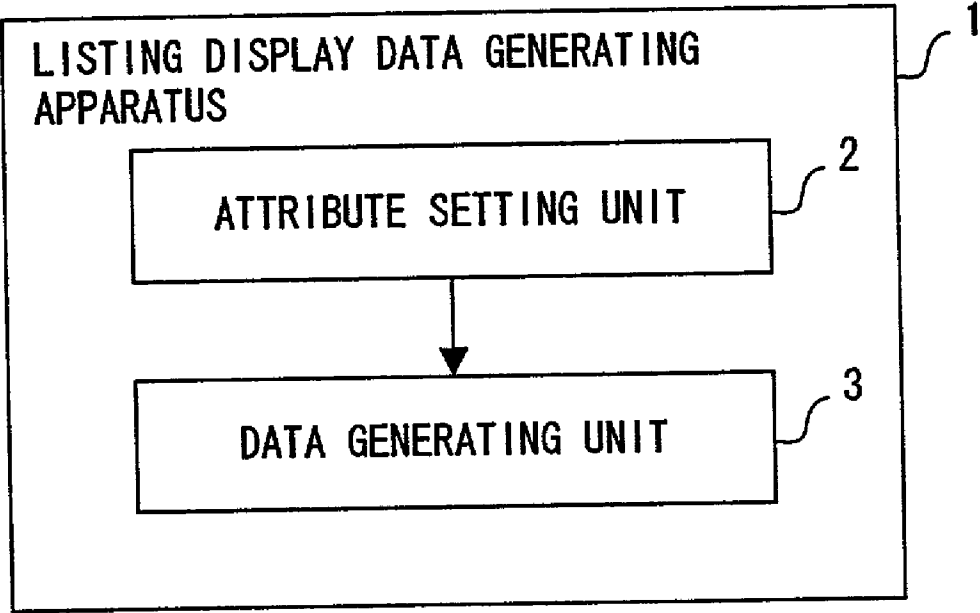 LISTING DISPLAY DATA GENERATING
APPARATUS
1
ATTRIBUTE SETTING UNIT
2
DATA GENERATING UNIT
3